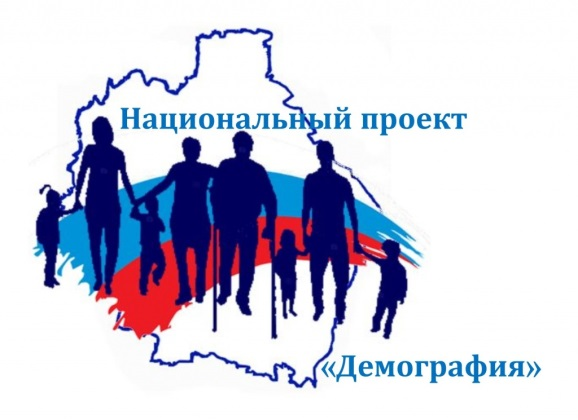 Национальный проект
«Демография»